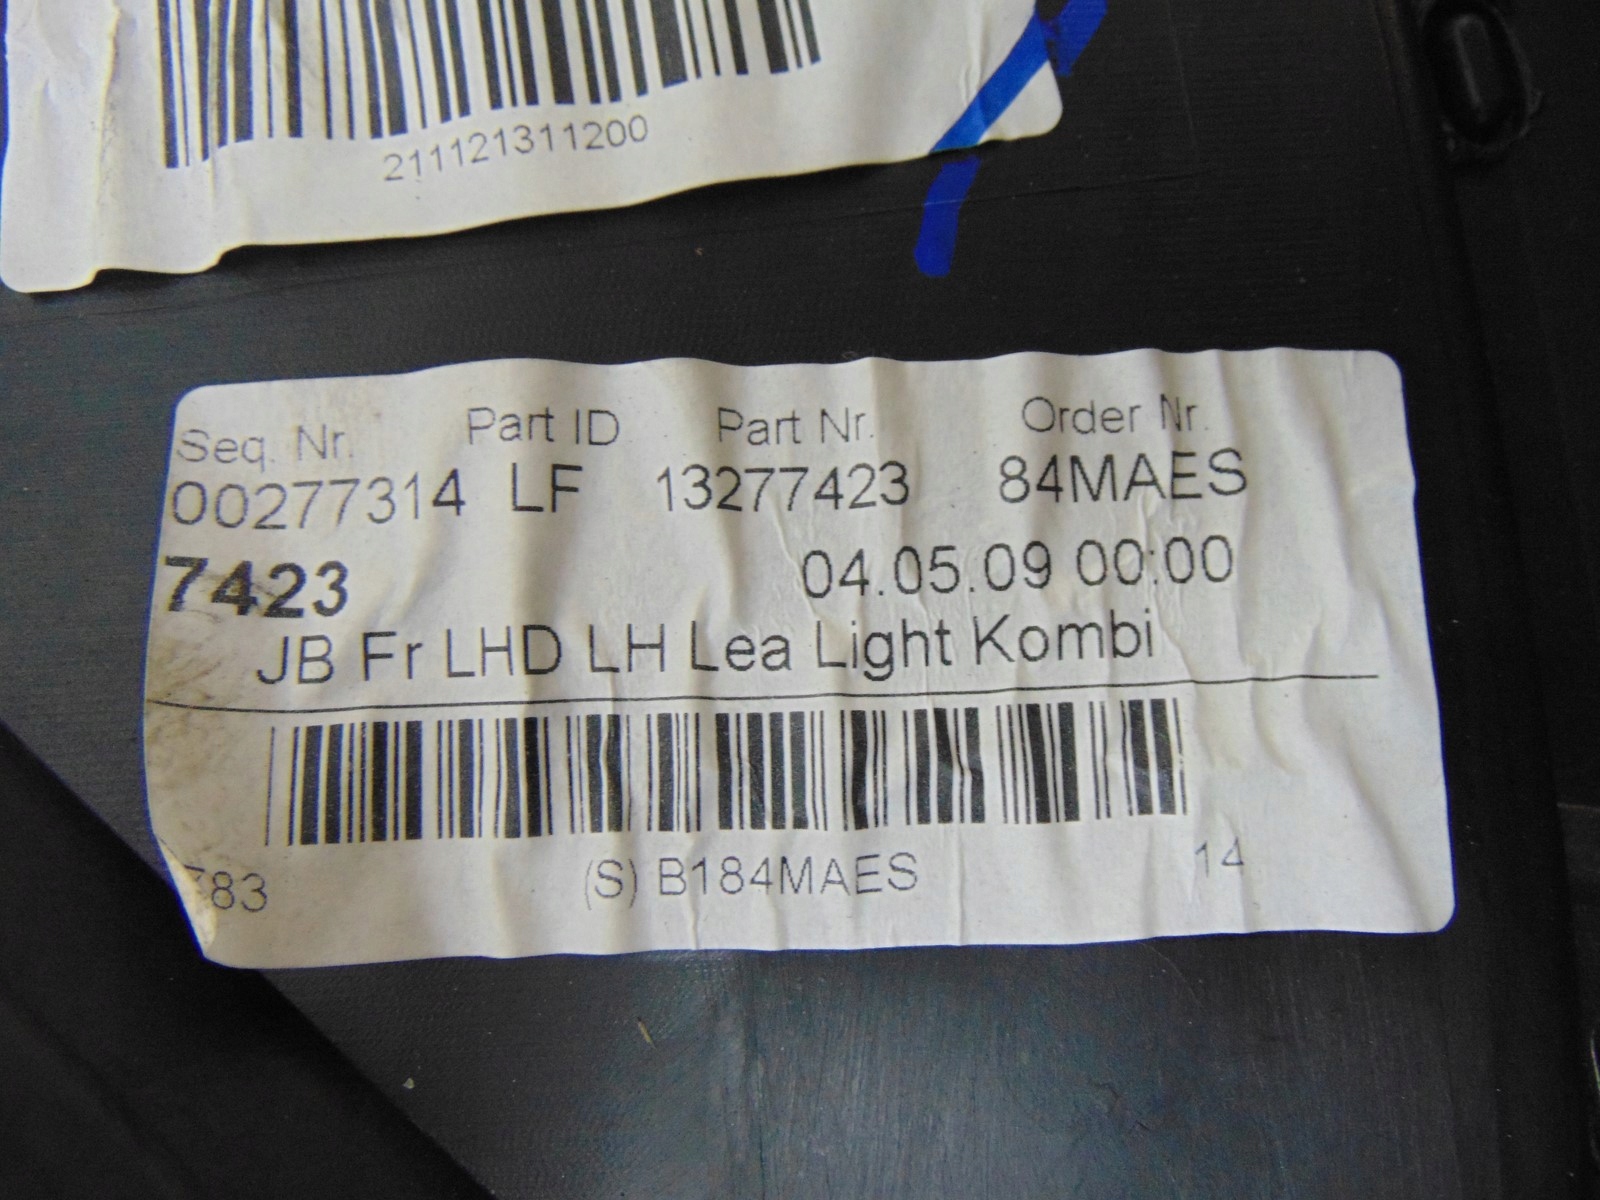 211121311200
Seq. Nr. Part ID Part Nr. Order Nr.
00277314 LF 13277423 84MAES
7423 04.05.09 00:00
JB Fr LHD LH Lea Light Kombi
783 (S) B184MAES 14